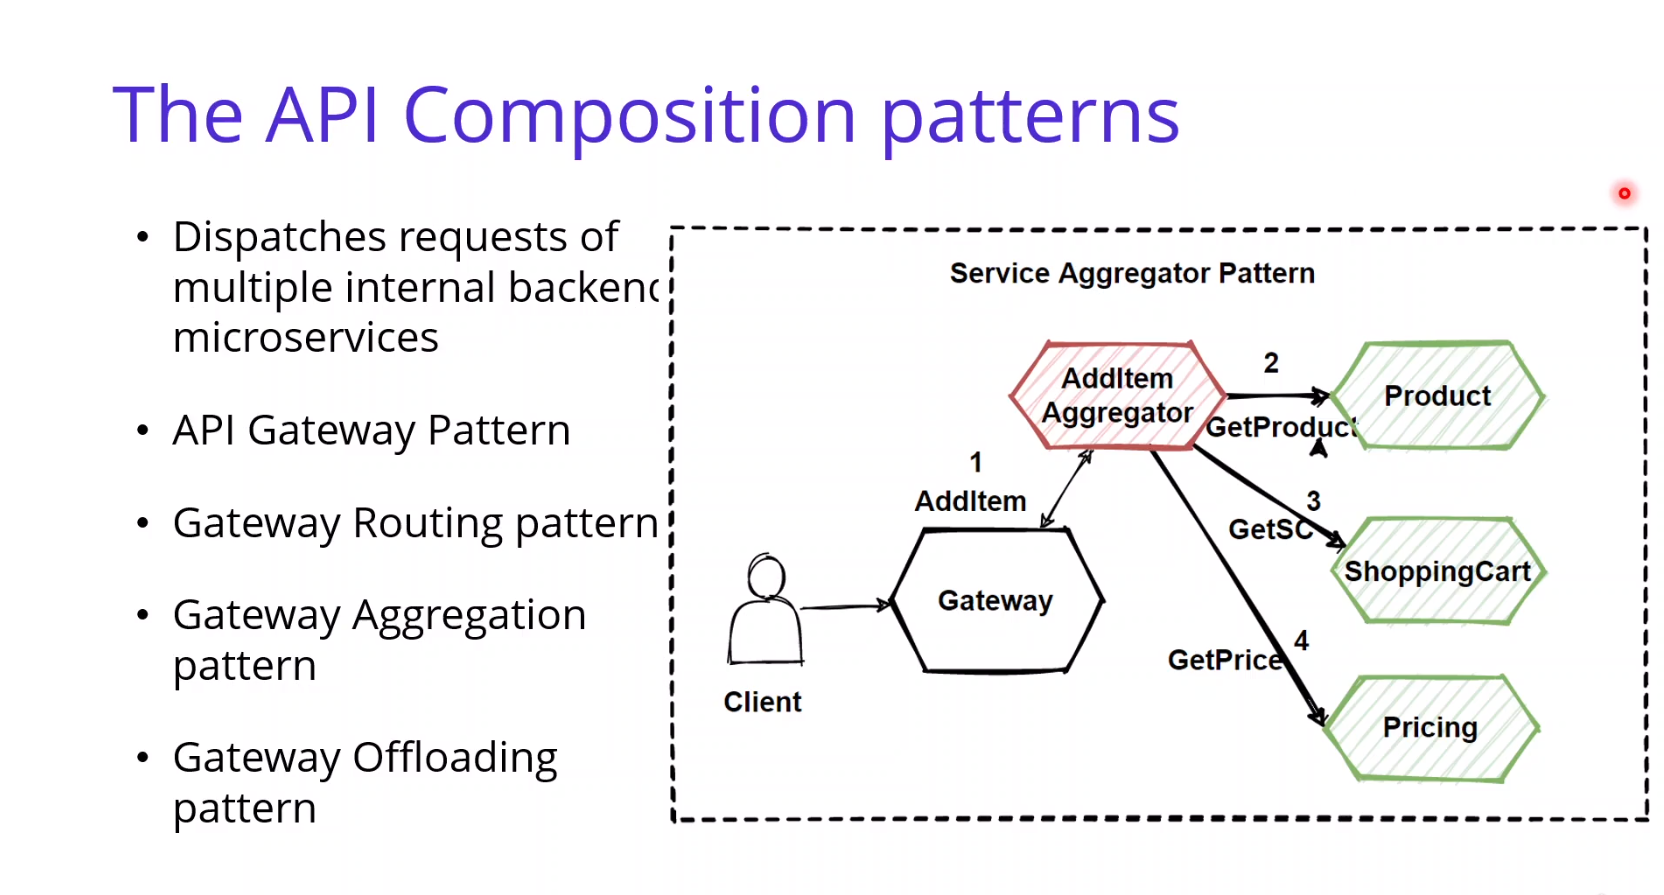 The API Composition patterns
• Dispatches requests of
multiple internal backend
microservices
• API Gateway Pattern
• Gateway Routing pattern
• Gateway Aggregation
pattern
• Gateway Offloading
pattern
Service Aggregator Pattern
AddItem
Aggregator
2
GetProduct
Product
1
AddItem
3
GetSC
ShoppingCart
Gateway
Client
4
GetPrice
Pricing